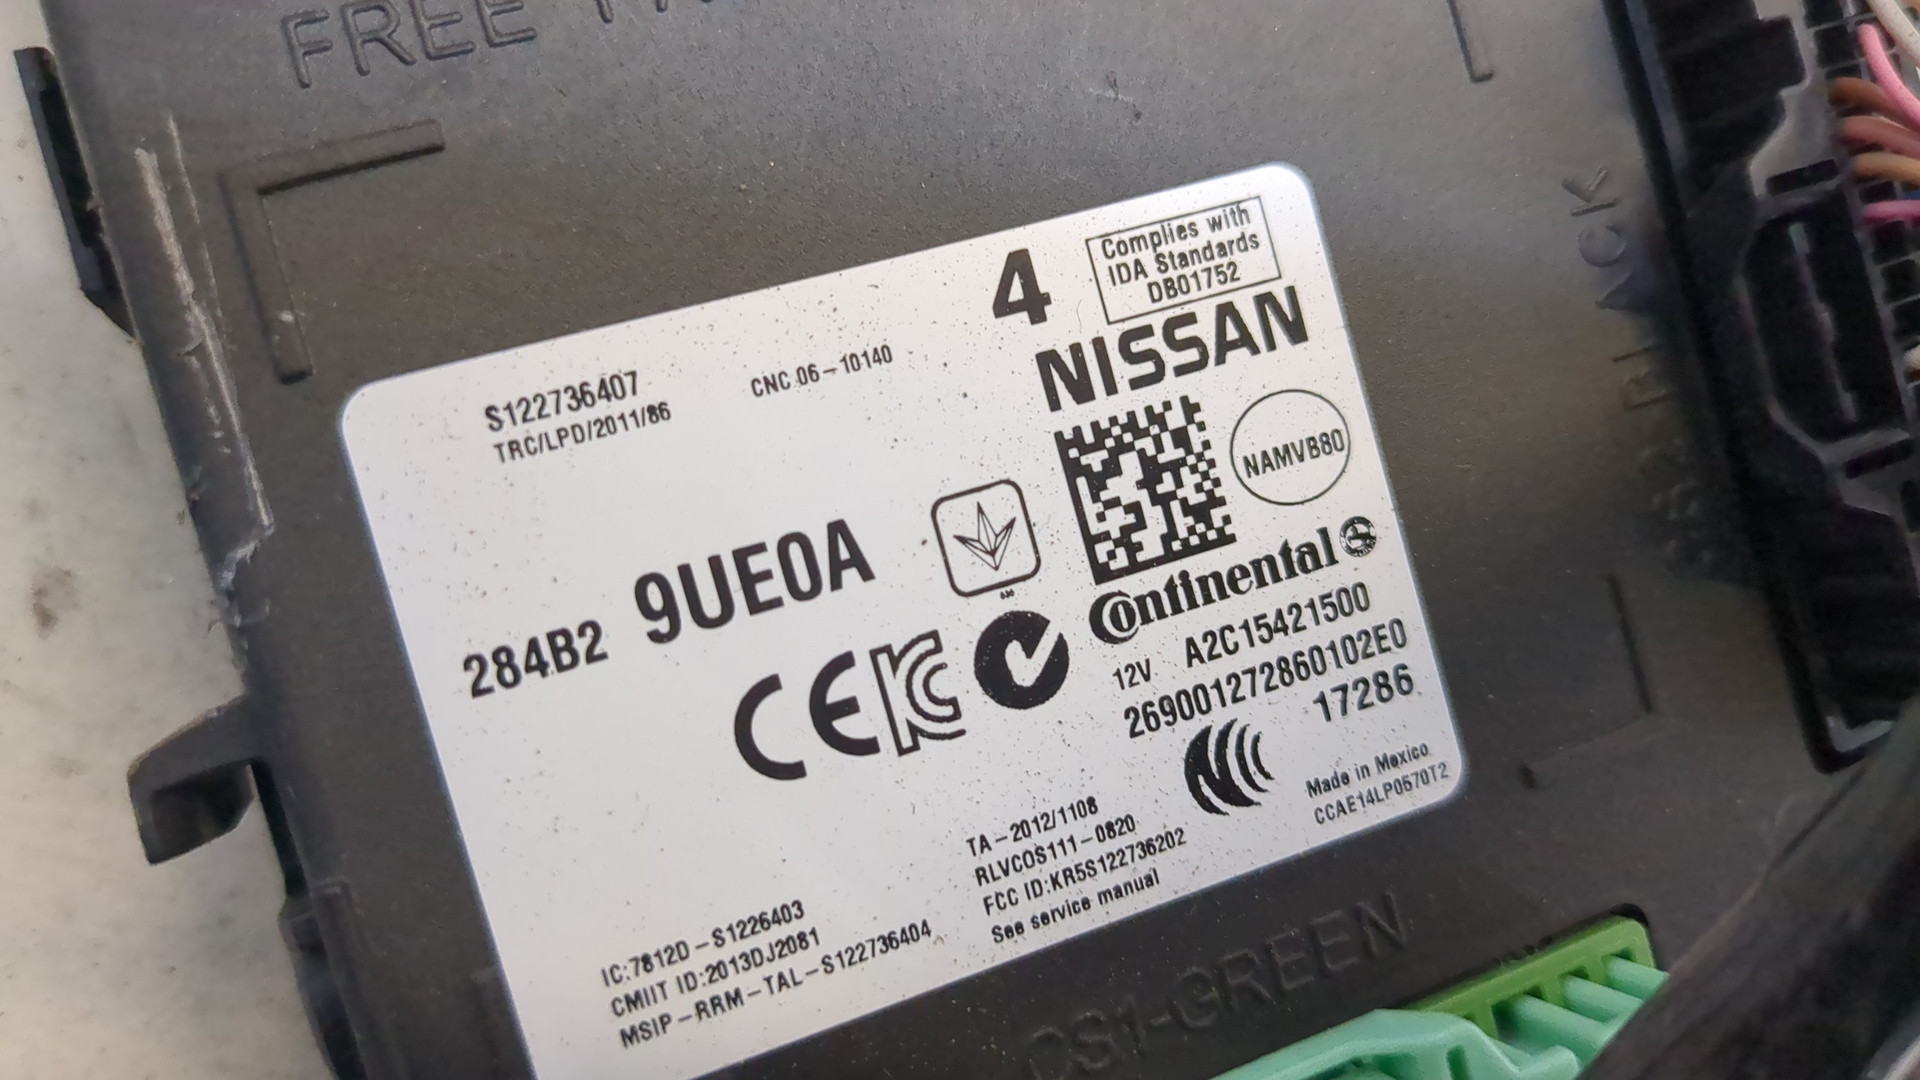 FREE
4
Complies with
IDA Standards
DB01752
NISSAN
S122736407
TRC/LPD/2011/86
CNC 06-10140
NAMVB80
284B2 9UE0A
Continental
12V A2C15421500
269001272860102E0
17286
Made in Mexico
CCAE14LP0570T2
TA-2012/1108
RLVCOS111-0820
FCC ID:KR5S122736202
See service manual
IC:7812D-S1226403
CMIIT ID:2013DJ2081
MSIP-RRM-TAL-S122736404
CS1-GREEN